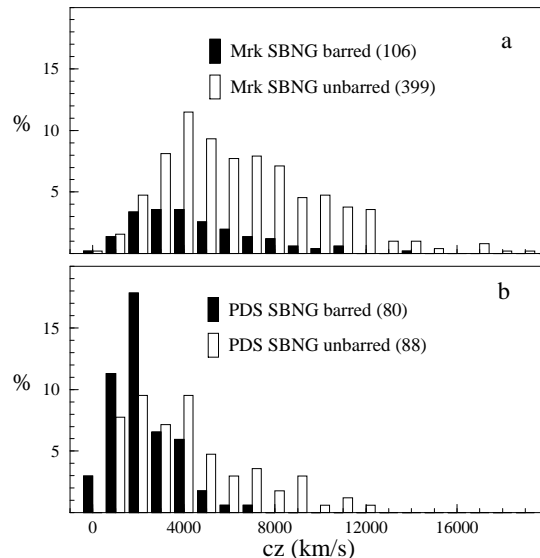 a
Mrk SBNG barred (106)
Mrk SBNG unbarred (399)
15
%
10
5
b
PDS SBNG barred (80)
PDS SBNG unbarred (88)
15
%
10
5
0 4000 8000 12000 16000
cz (km/s)